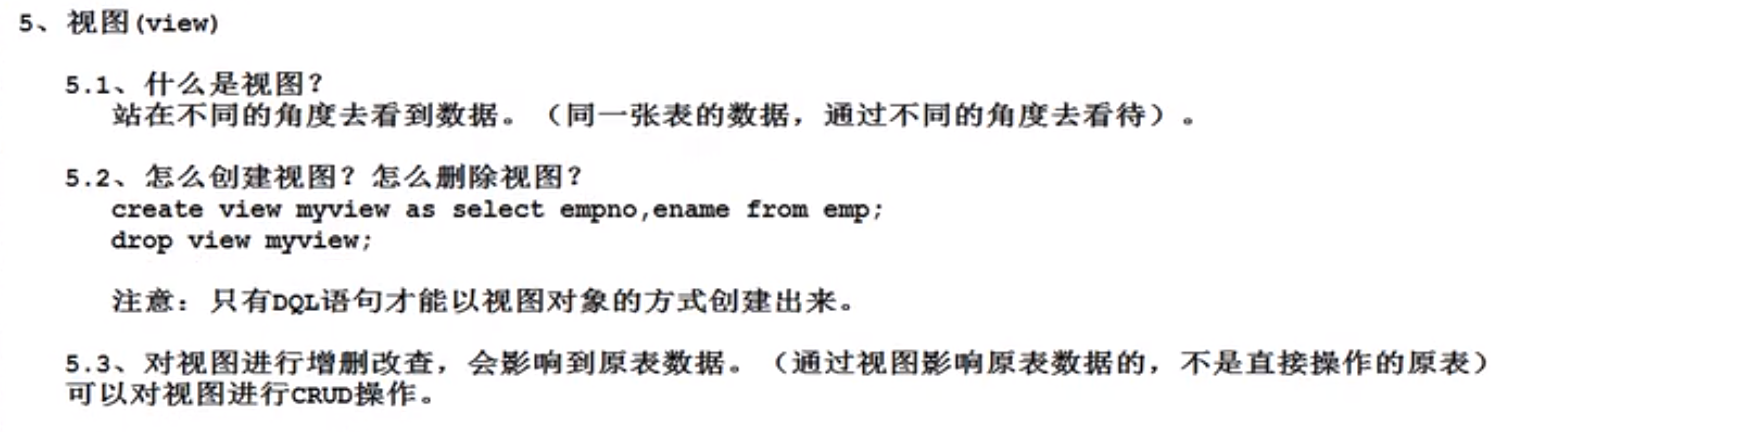 5、视图(view)
5.1、什么是视图？
站在不同的角度去看到数据。（同一张表的数据，通过不同的角度去看待）。
5.2、怎么创建视图？怎么删除视图？
create view myview as select empno,ename from emp;
drop view myview;
注意：只有DQL语句才能以视图对象的方式创建出来。
5.3、对视图进行增删改查，会影响到原表数据。（通过视图影响原表数据的，不是直接操作的原表）
可以对视图进行CRUD操作。